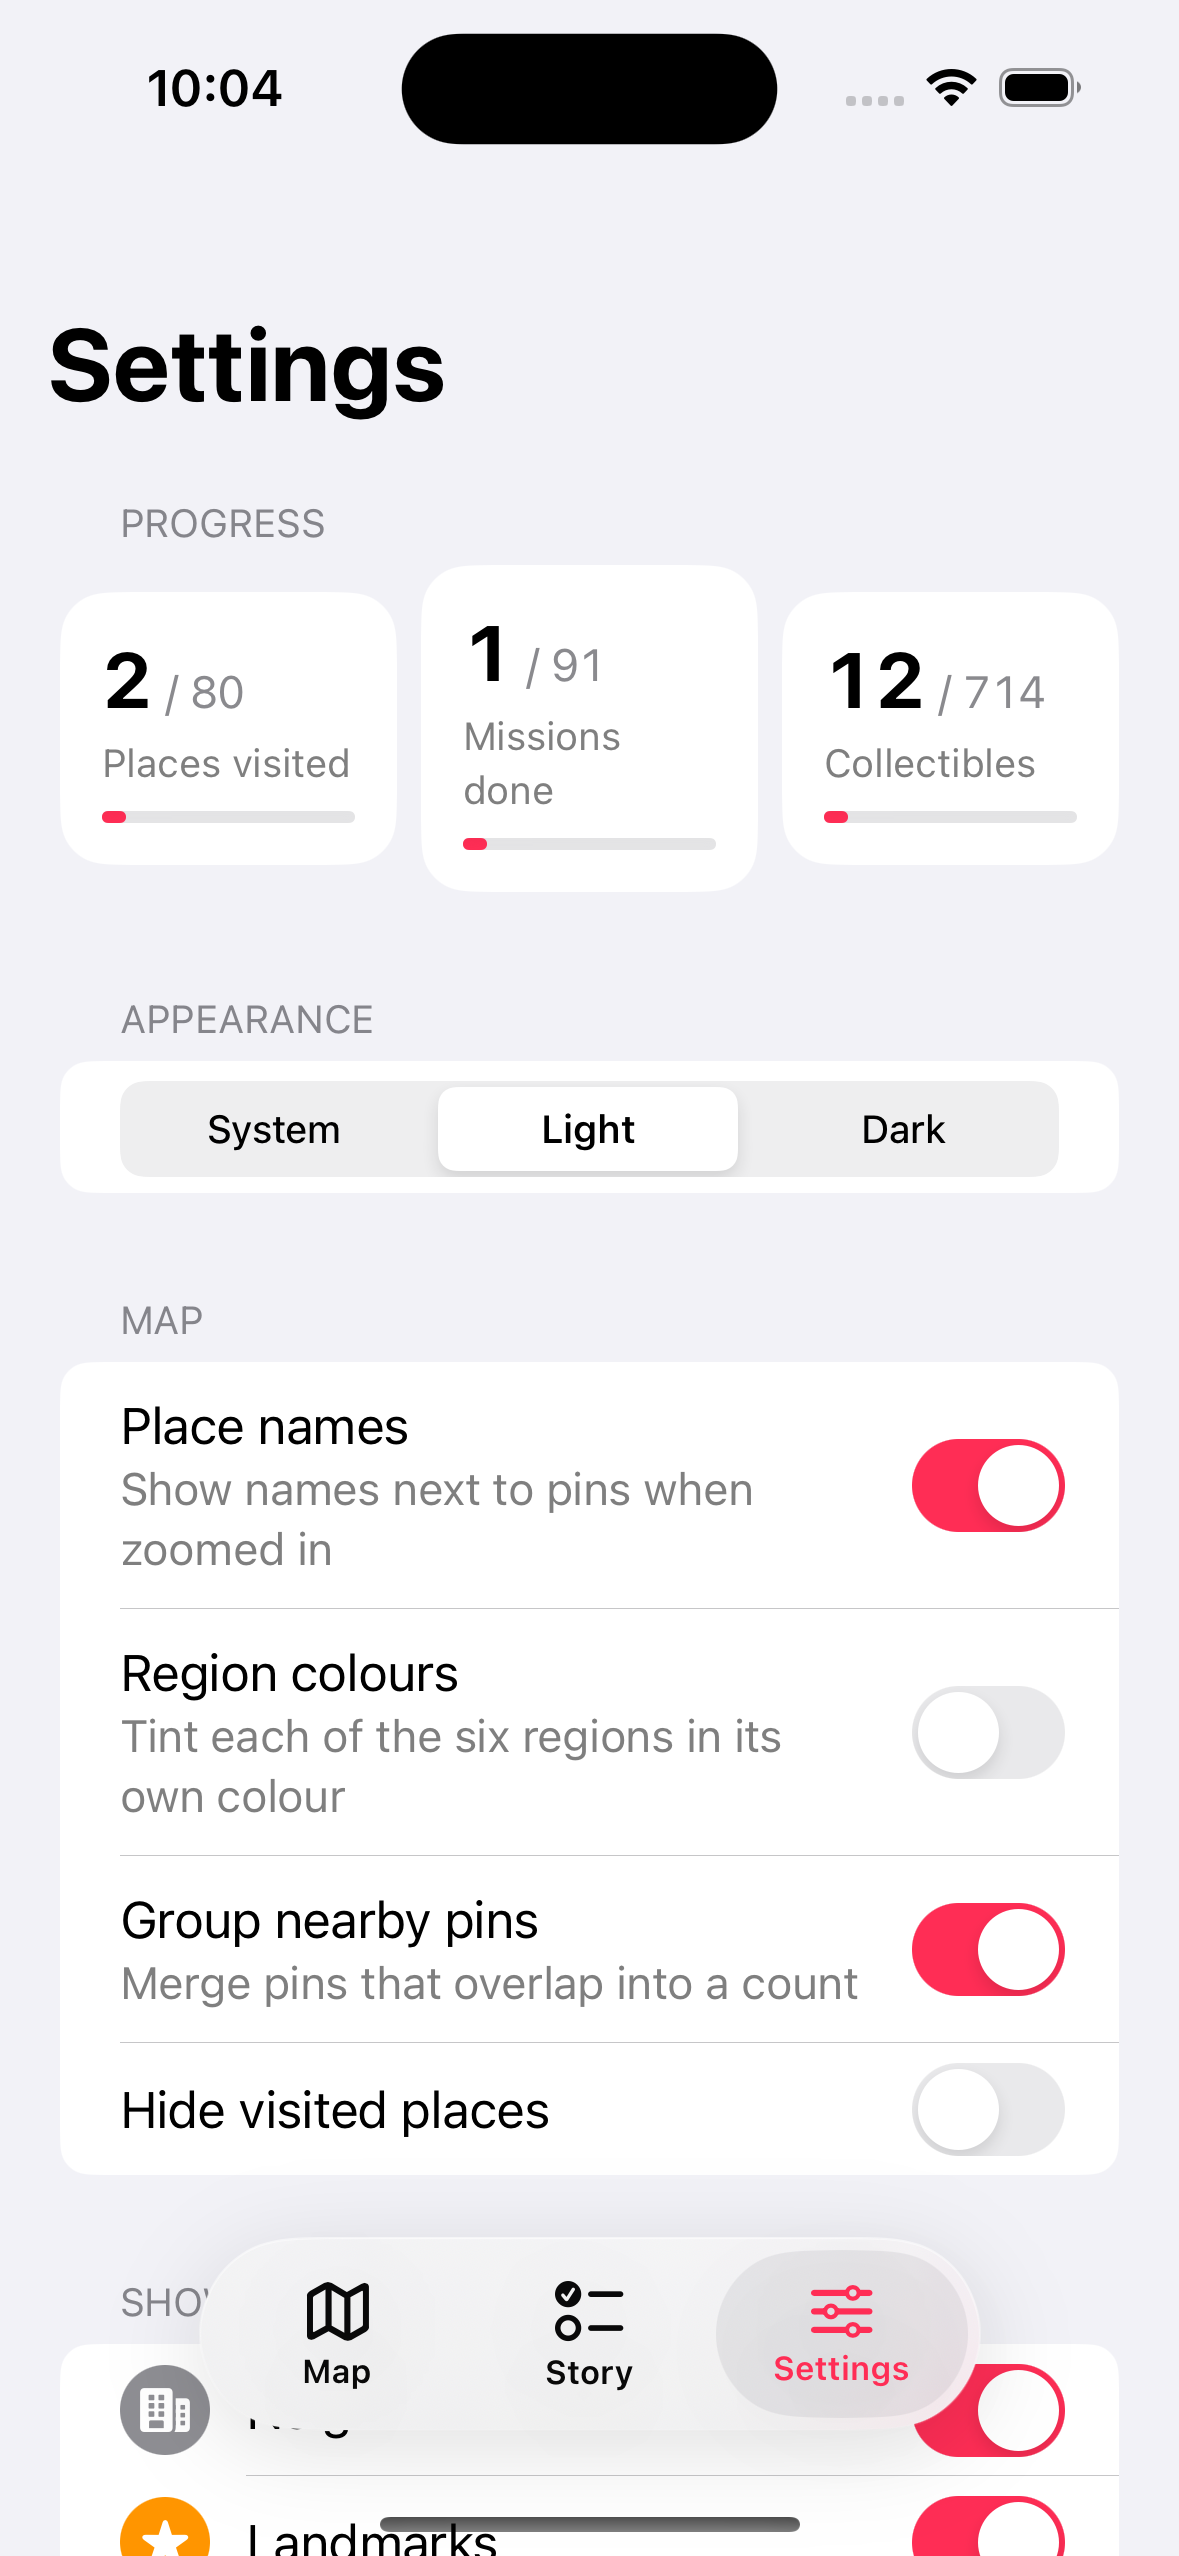 10:04
Settings
PROGRESS
2 / 80
Places visited
1 / 91
Missions
done
12 / 714
Collectibles
APPEARANCE
System
Light
Dark
MAP
Place names
Show names next to pins when
zoomed in
Region colours
Tint each of the six regions in its
own colour
Group nearby pins
Merge pins that overlap into a count
Hide visited places
Map
Story
Settings
Landmarks